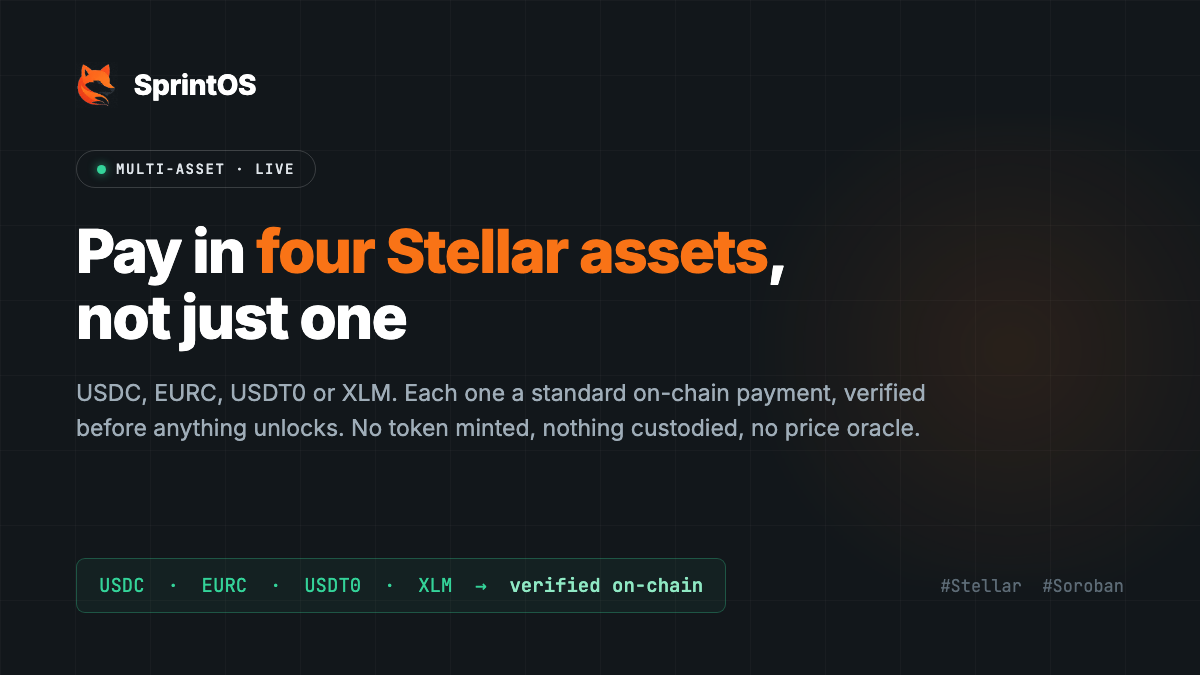 SprintOS
MULTI-ASSET · LIVE
Pay in four Stellar assets,
not just one
USDC, EURC, USDT0 or XLM. Each one a standard on-chain payment, verified
before anything unlocks. No token minted, nothing custodied, no price oracle.
USDC · EURC · USDT0 · XLM → verified on-chain
#Stellar #Soroban